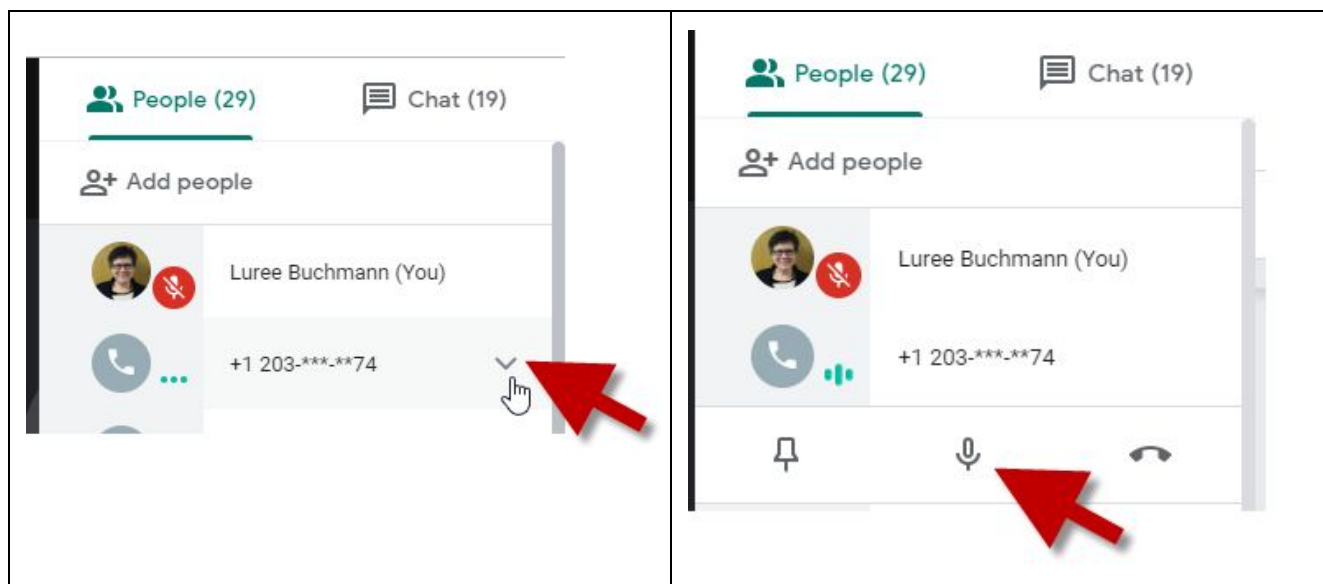 People (29) Chat (19)
Add people
Luree Buchmann (You)
+1 203-***-**74
People (29) Chat (19)
Add people
Luree Buchmann (You)
+1 203-***-**74